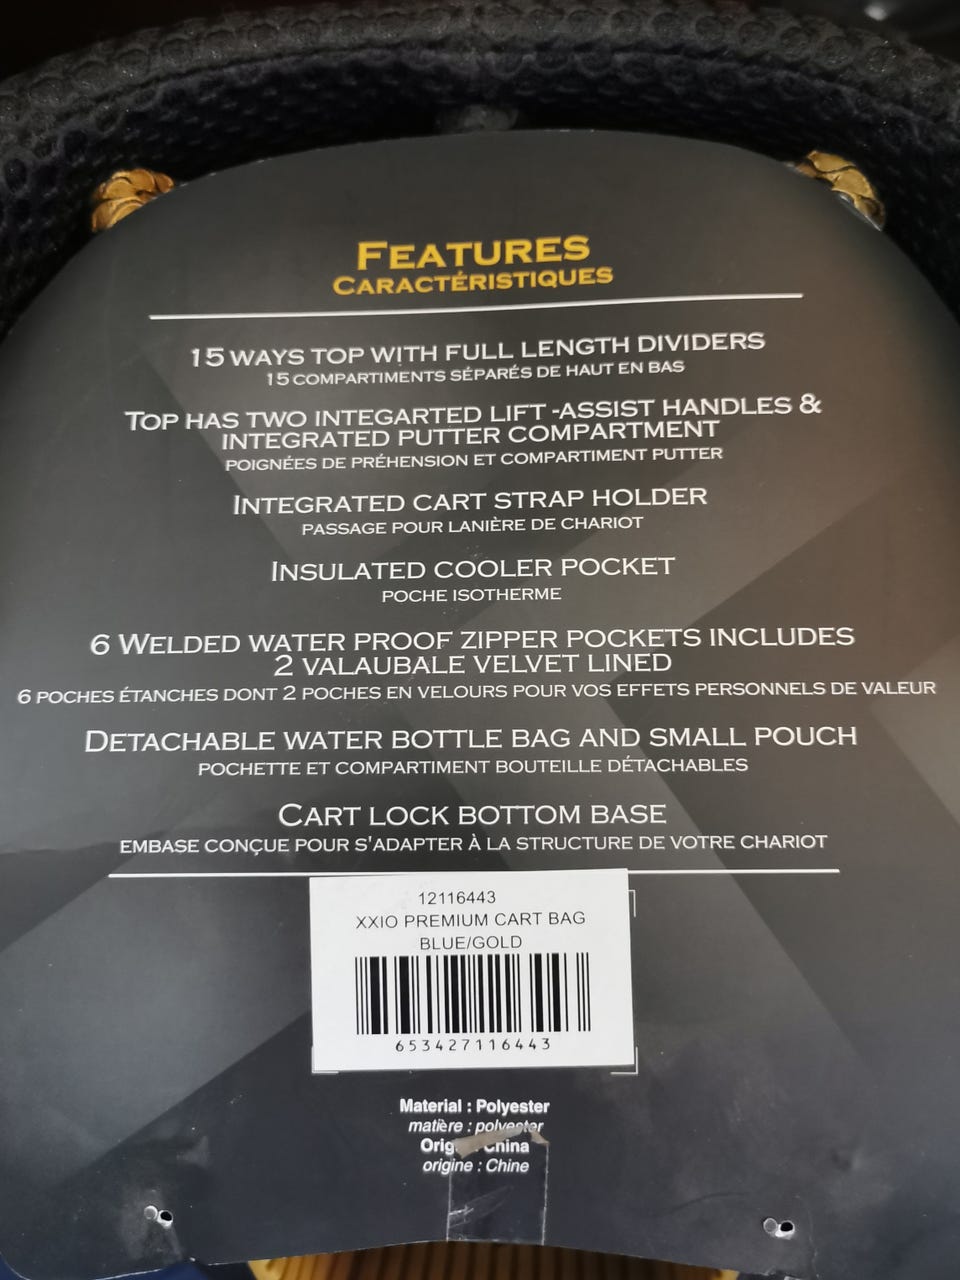 FEATURES
CARACTÉRISTIQUES
15 WAYS TOP WITH FULL LENGTH DIVIDERS
15 COMPARTIMENTS SÉPARÉS DE HAUT EN BAS
TOP HAS TWO INTEGARTED LIFT-ASSIST HANDLES &
INTEGRATED PUTTER COMPARTMENT
POIGNÉES DE PRÉHENSION ET COMPARTIMENT PUTTER
INTEGRATED CART STRAP HOLDER
PASSAGE POUR LANIÈRE DE CHARIOT
INSULATED COOLER POCKET
POCHE ISOTHERME
6 WELDED WATER PROOF ZIPPER POCKETS INCLUDES
2 VALAUBALE VELVET LINED
6 POCHES ÉTANCHES DONT 2 POCHES EN VELOURS POUR VOS EFFETS PERSONNELS DE VALEUR
DETACHABLE WATER BOTTLE BAG AND SMALL POUCH
POCHETTE ET COMPARTIMENT BOUTEILLE DÉTACHABLES
CART LOCK BOTTOM BASE
EMBASE CONÇUE POUR S'ADAPTER À LA STRUCTURE DE VOTRE CHARIOT
12116443
XXIO PREMIUM CART BAG
BLUE/GOLD
653427116443
Material : Polyester
matière : polyester
China
origine : Chine